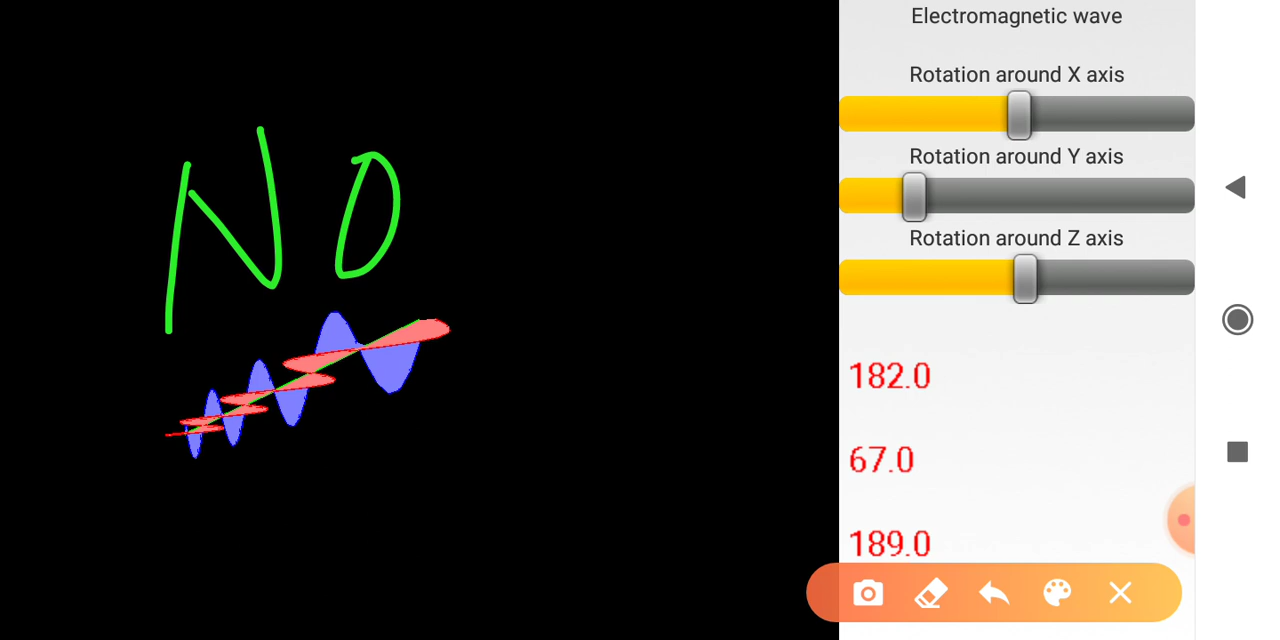 NO
Electromagnetic wave
Rotation around X axis
Rotation around Y axis
Rotation around Z axis
182.0
67.0
189.0